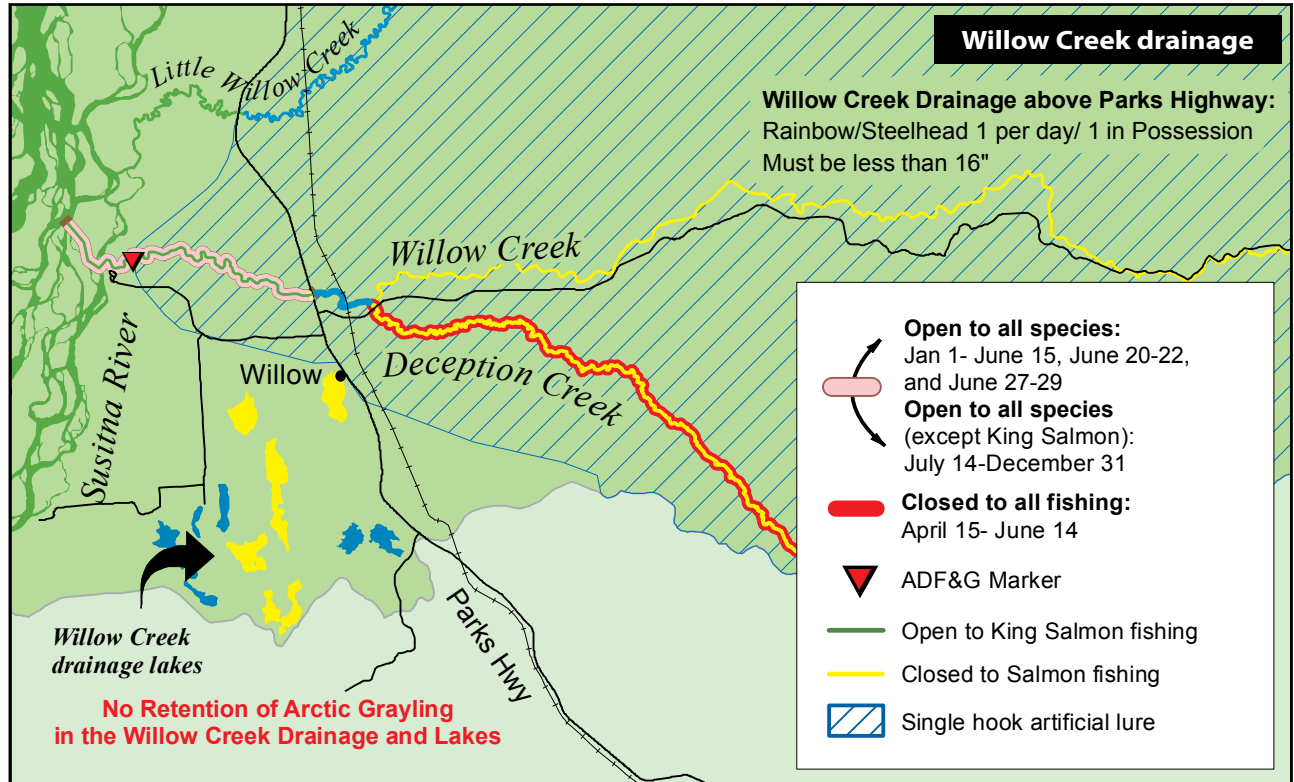 Willow Creek drainage
Little Willow Creek
Willow Creek Drainage above Parks Highway:
Rainbow/Steelhead 1 per day/ 1 in Possession
Must be less than 16"
Willow Creek
Susitna River
Willow
Deception Creek
Parks Hwy
Willow Creek
drainage lakes
No Retention of Arctic Grayling
in the Willow Creek Drainage and Lakes
Open to all species:
Jan 1- June 15, June 20-22,
and June 27-29
Open to all species
(except King Salmon):
July 14-December 31
Closed to all fishing:
April 15- June 14
ADF&G Marker
Open to King Salmon fishing
Closed to Salmon fishing
Single hook artificial lure